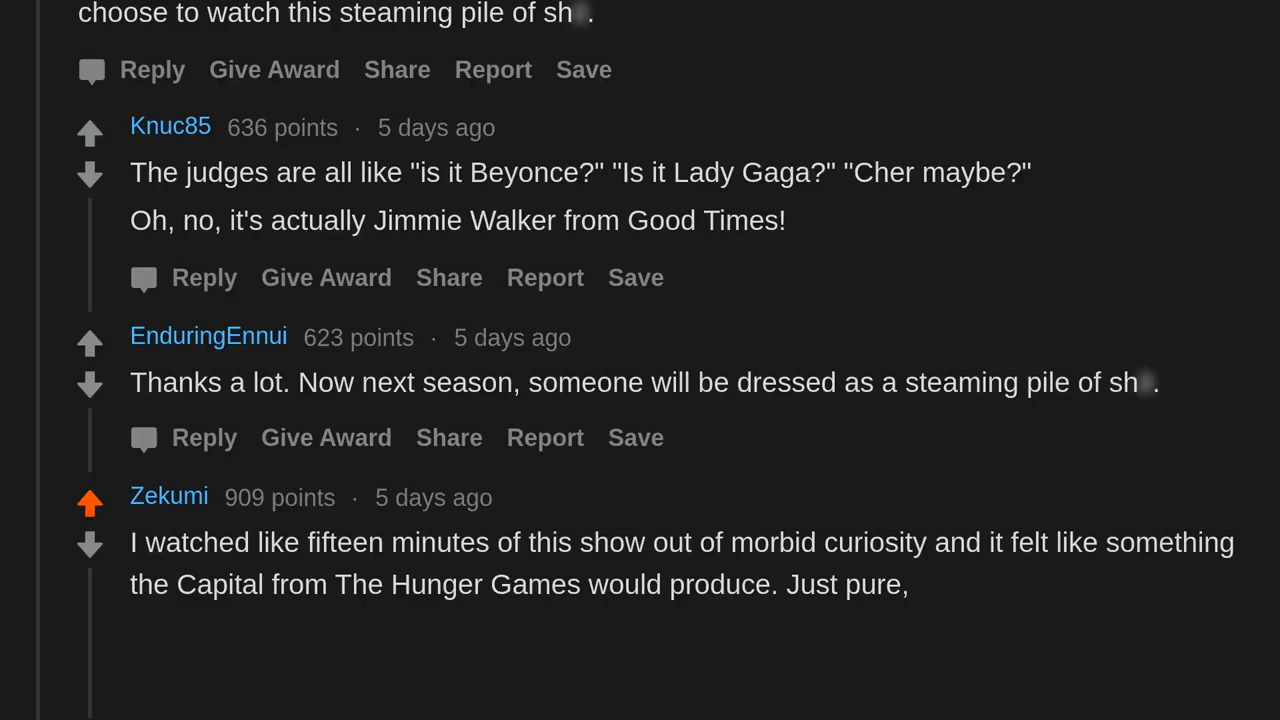 choose to watch this steaming pile of sh .
Reply Give Award Share Report Save
Knuc85 636 points · 5 days ago
The judges are all like "is it Beyonce?" "Is it Lady Gaga?" "Cher maybe?"
Oh, no, it's actually Jimmie Walker from Good Times!
Reply Give Award Share Report Save
EnduringEnnui 623 points · 5 days ago
Thanks a lot. Now next season, someone will be dressed as a steaming pile of sh .
Reply Give Award Share Report Save
Zekumi 909 points · 5 days ago
I watched like fifteen minutes of this show out of morbid curiosity and it felt like something
the Capital from The Hunger Games would produce. Just pure,